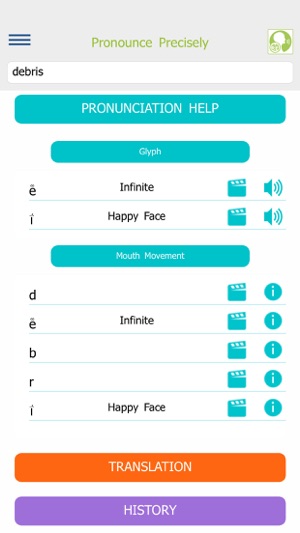 Pronounce Precisely
debris
PRONUNCIATION HELP
Glyph
ē̈ Infinite
ḯ Happy Face
Mouth Movement
d
ē̈ Infinite
b
r
ḯ Happy Face
TRANSLATION
HISTORY